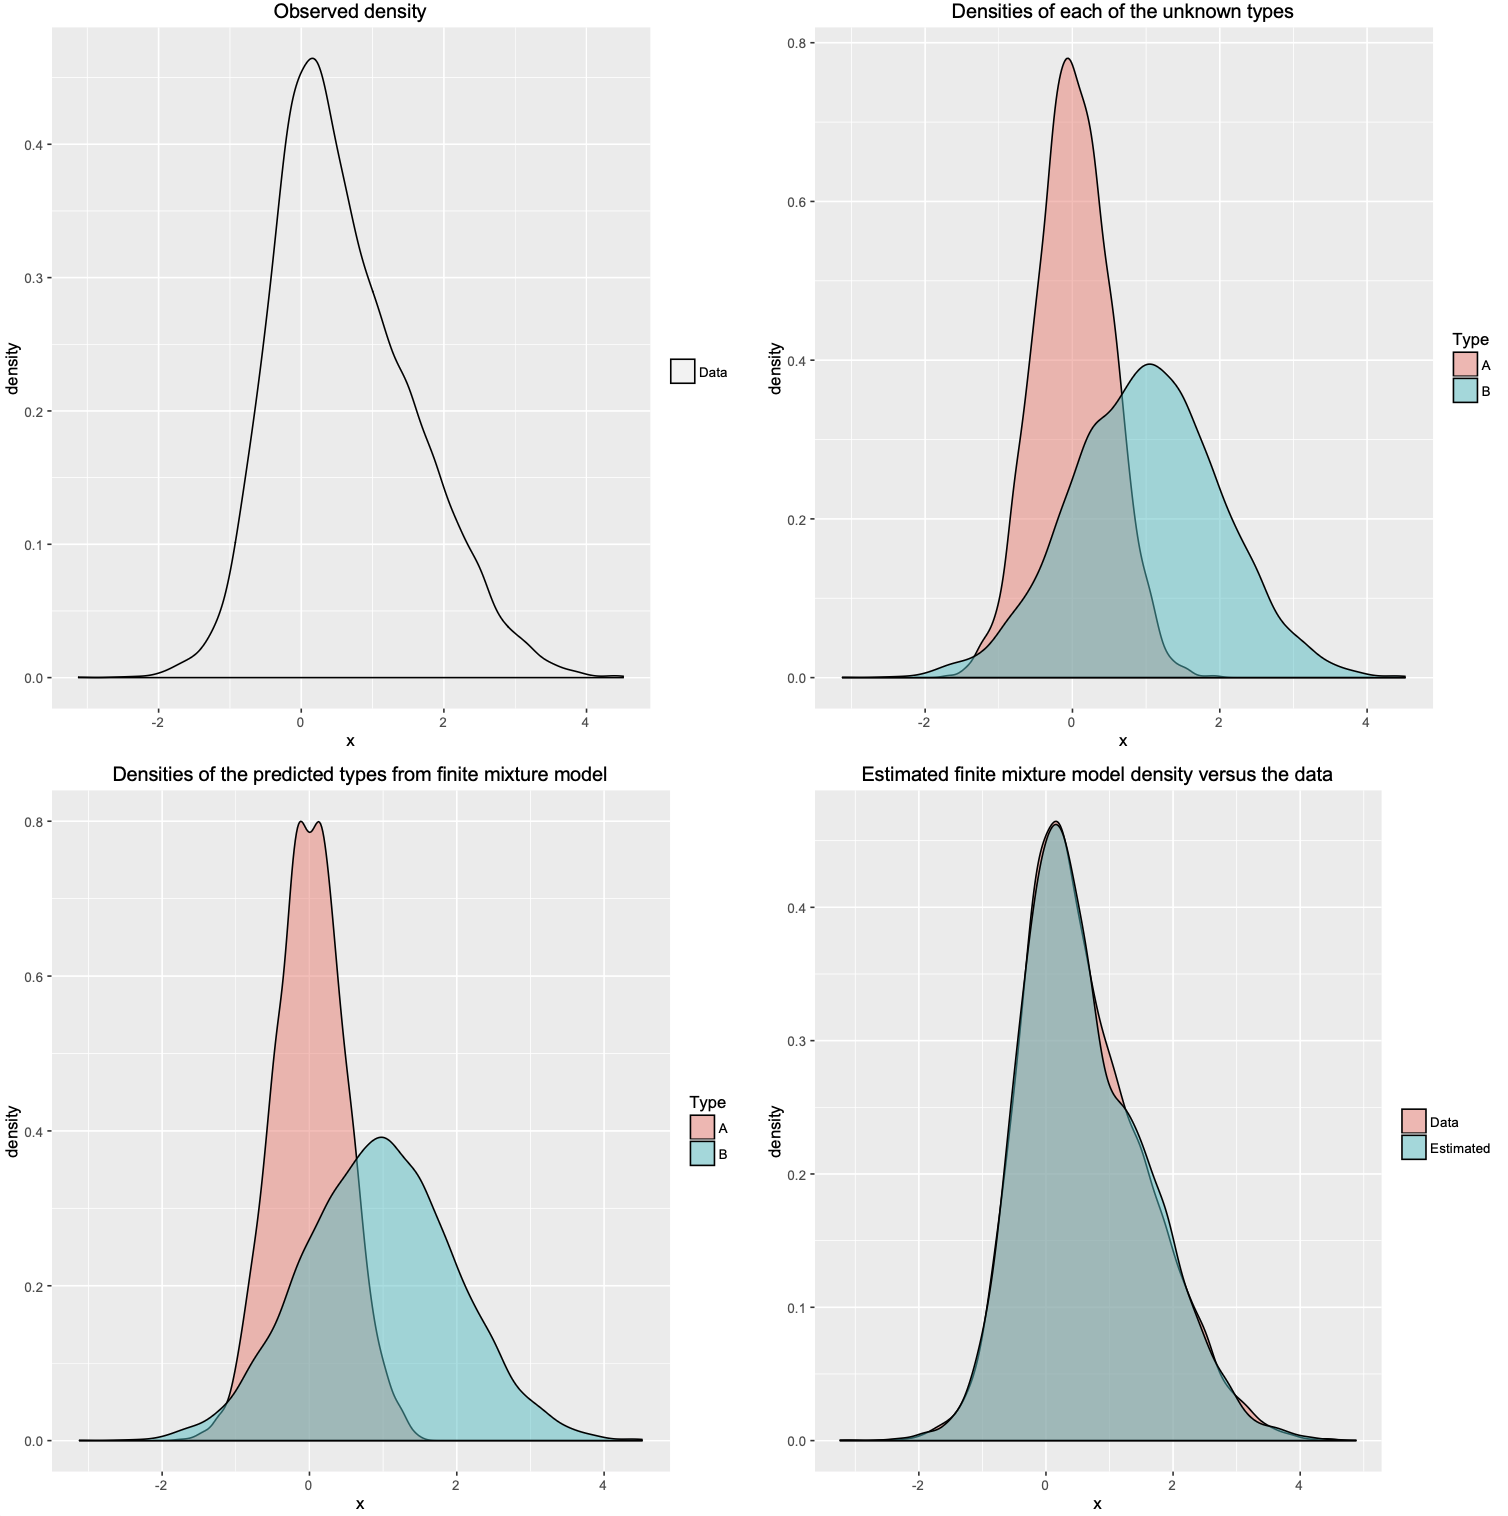 Observed density
density
0.4
0.3
0.2
0.1
0.0
-2
0
2
4
x
Data
Densities of each of the unknown types
density
0.8
0.6
0.4
0.2
0.0
-2
0
2
4
x
Type
A
B
Densities of the predicted types from finite mixture model
density
0.8
0.6
0.4
0.2
0.0
-2
0
2
4
x
Type
A
B
Estimated finite mixture model density versus the data
density
0.4
0.3
0.2
0.1
0.0
-2
0
2
4
x
Data
Estimated